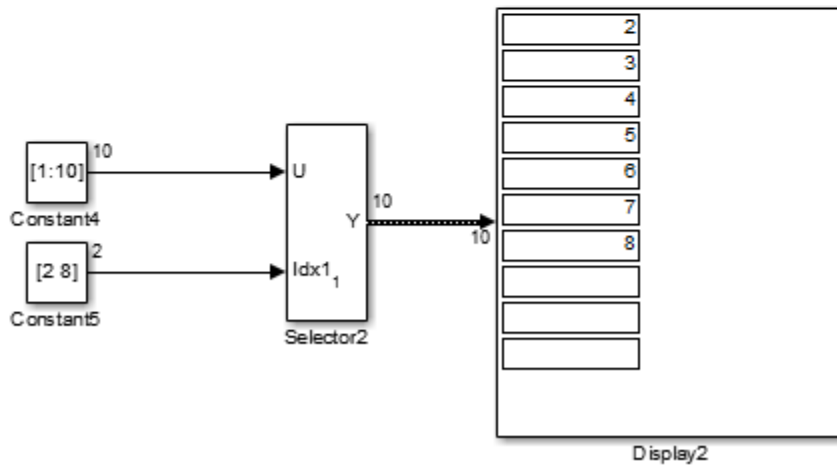 [1:10]
10
Constant4
[2 8]
2
Constant5
U
Idx1
1
Y
Selector2
10
10
2
3
4
5
6
7
8
Display2